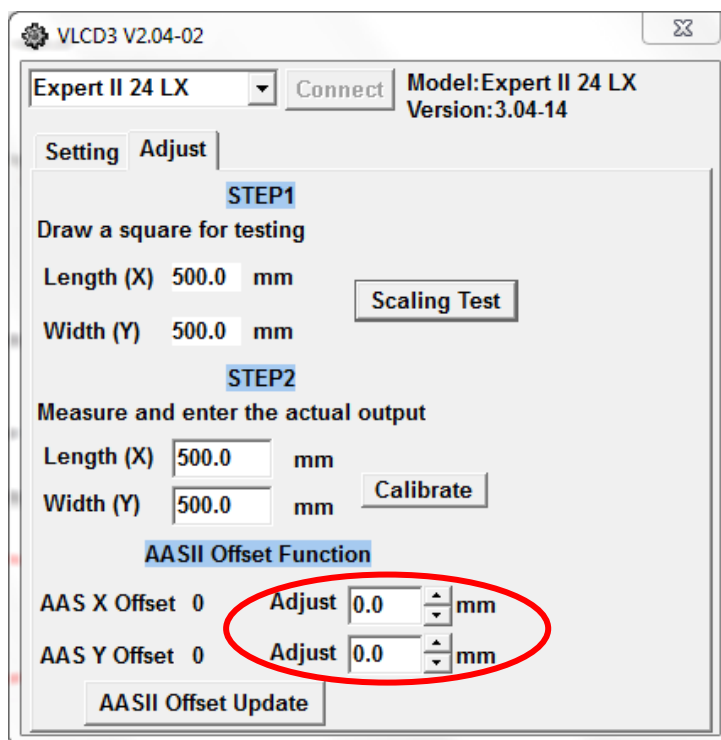 VLCD3 V2.04-02
Expert II 24 LX Connect Model:Expert II 24 LX
Version:3.04-14
Setting Adjust
STEP1
Draw a square for testing
Length (X) 500.0 mm
Scaling Test
Width (Y) 500.0 mm
STEP2
Measure and enter the actual output
Length (X) 500.0 mm
Calibrate
Width (Y) 500.0 mm
AASII Offset Function
AAS X Offset 0 Adjust 0.0 mm
AAS Y Offset 0 Adjust 0.0 mm
AASII Offset Update